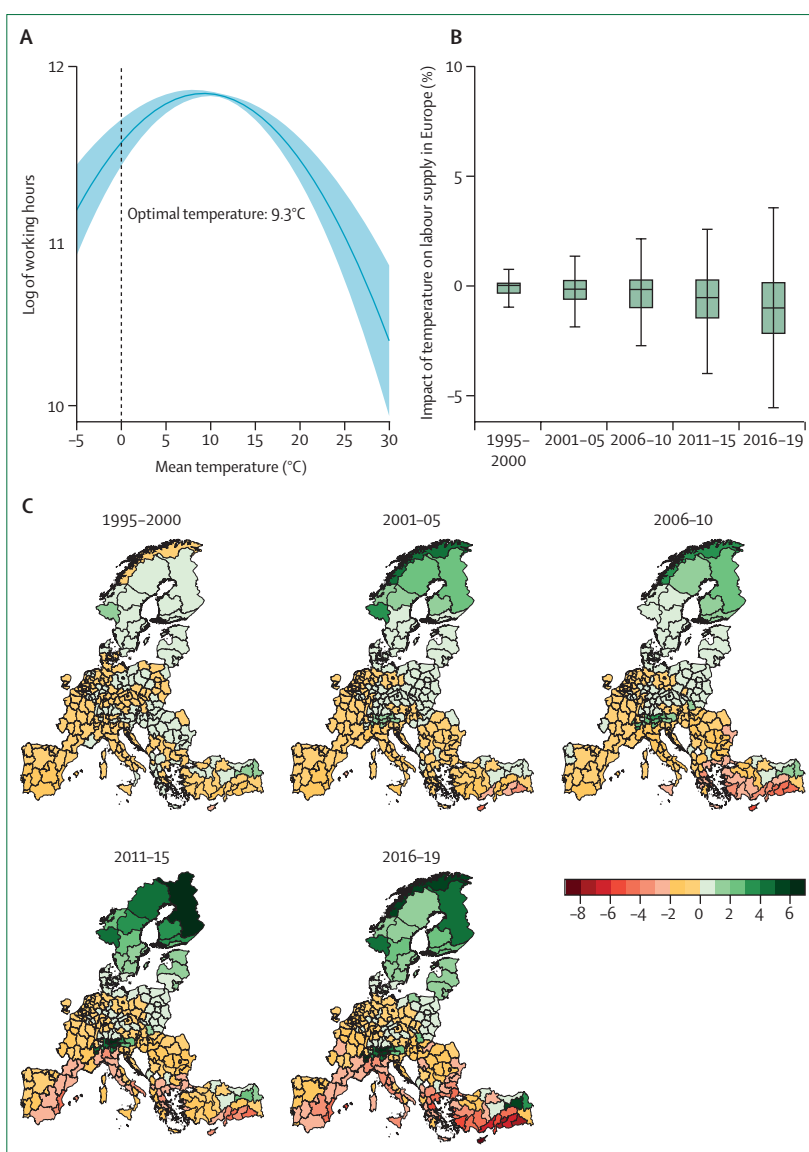 A
Log of working hours
12
11
10
Optimal temperature: 9.3°C
-5 0 5 10 15 20 25 30
Mean temperature (°C)
B
Impact of temperature on labour supply in Europe (%)
10
5
0
-5
1995–
2000
2001–05
2006–10
2011–15
2016–19
C
1995–2000
2001–05
2006–10
2011–15
2016–19
-8 -6 -4 -2 0 2 4 6